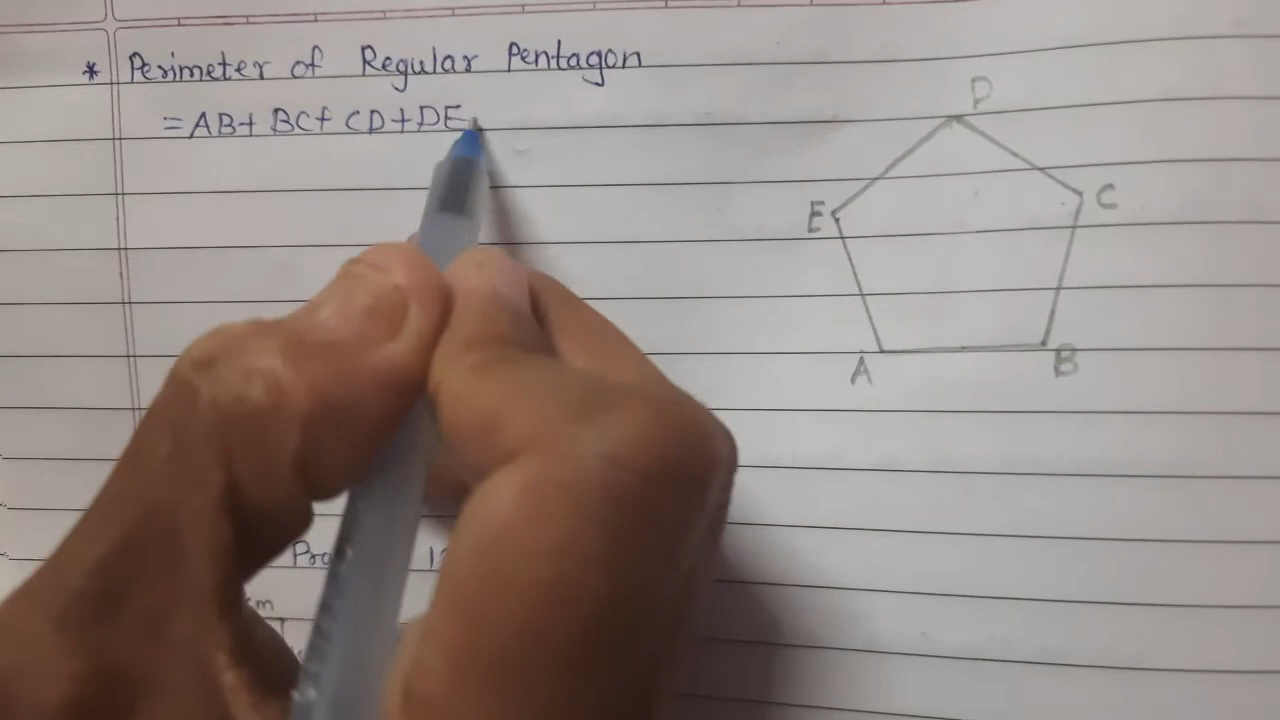 * Perimeter of Regular Pentagon
= AB + BC + CD + DE
D
E
C
A
B